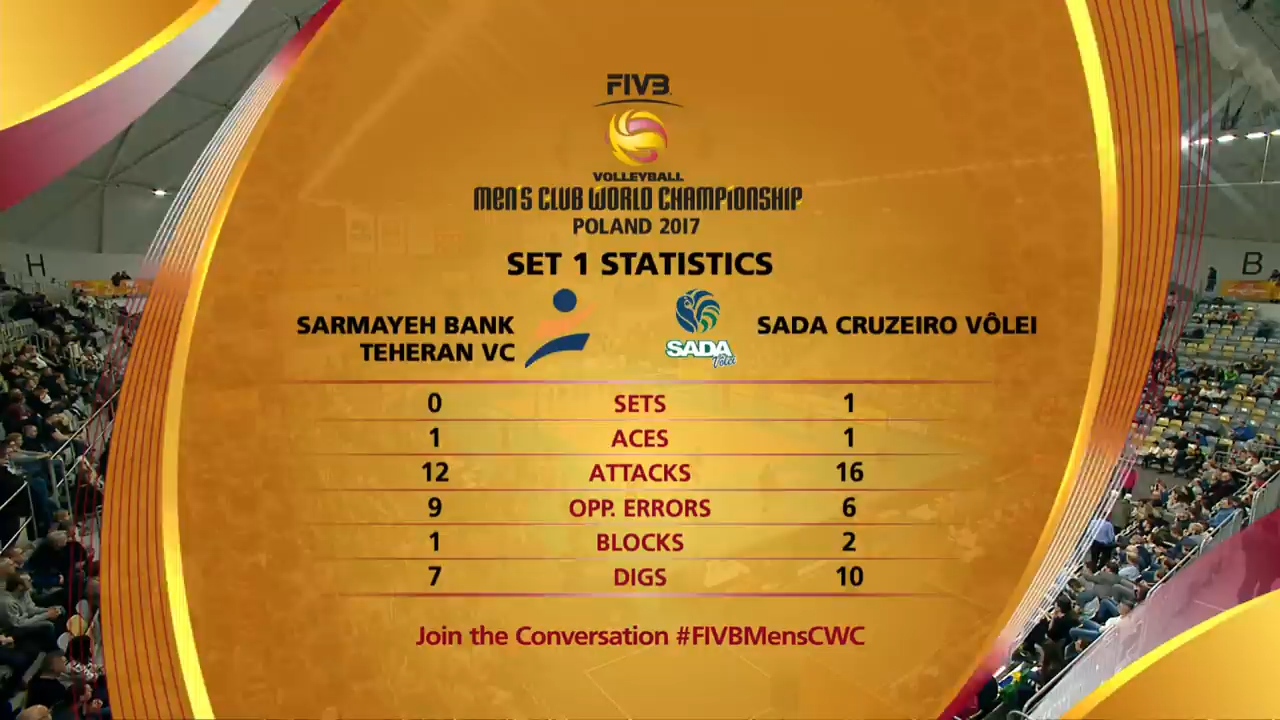 FIVB
VOLLEYBALL
MEN'S CLUB WORLD CHAMPIONSHIP
POLAND 2017
SET 1 STATISTICS
SARMAYEH BANK
TEHERAN VC
SADA
Vôlei
SADA CRUZEIRO VÔLEI
0 SETS 1
1 ACES 1
12 ATTACKS 16
9 OPP. ERRORS 6
1 BLOCKS 2
7 DIGS 10
Join the Conversation #FIVBMensCWC
H
B